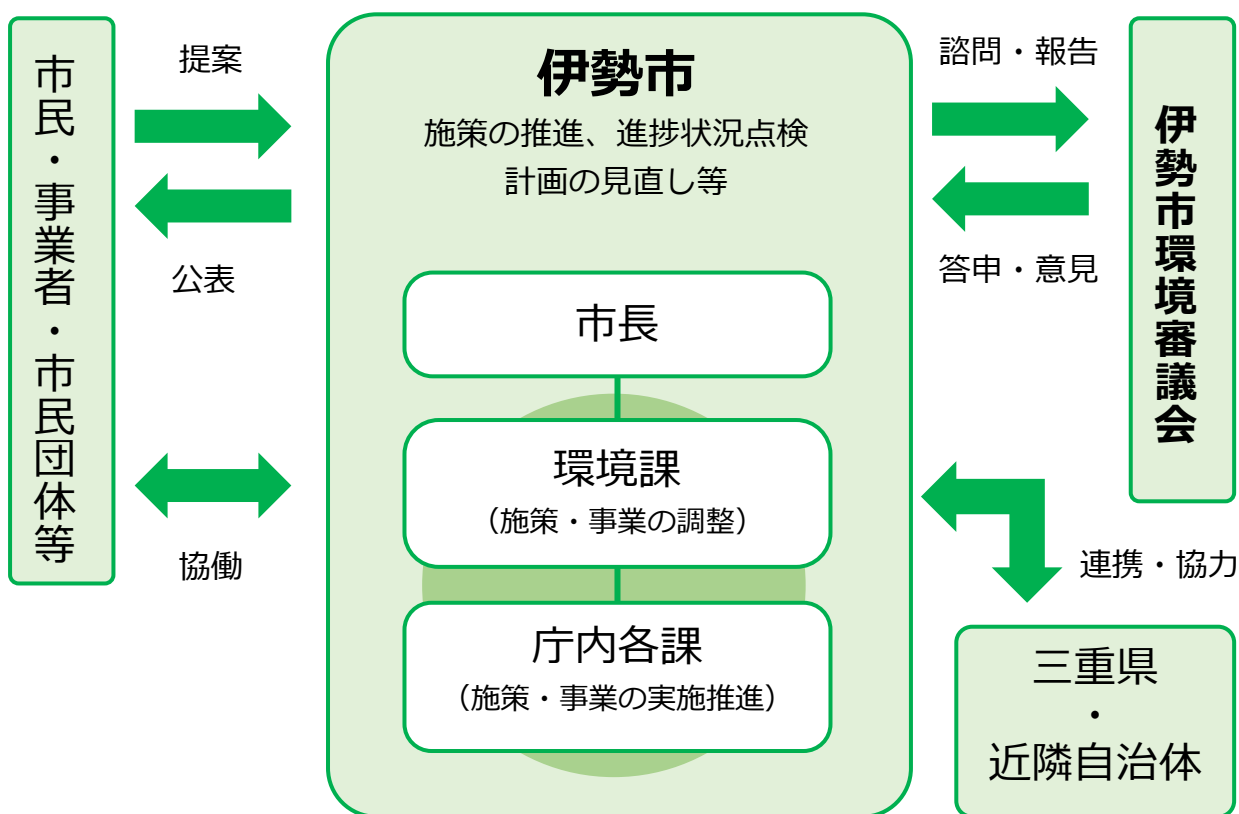 市民・事業者・市民団体等
提案
公表
協働
伊勢市
施策の推進、進捗状況点検
計画の見直し等
市長
環境課
（施策・事業の調整）
庁内各課
（施策・事業の実施推進）
諮問・報告
答申・意見
伊勢市環境審議会
連携・協力
三重県
・
近隣自治体